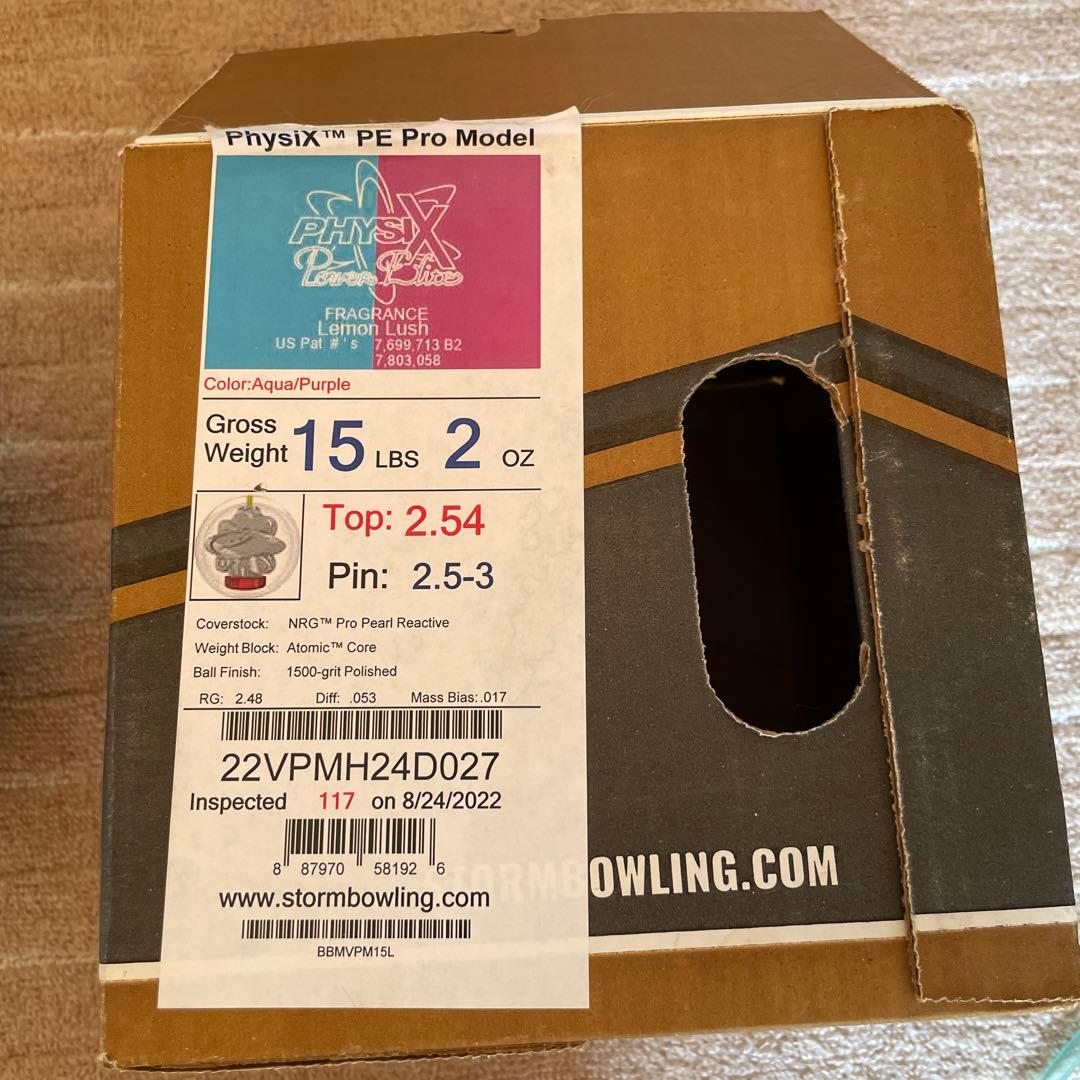 PhysiX™ PE Pro Model
PHYSIX
Power Elite
FRAGRANCE
Lemon Lush
US Pat # ' s 7,699,713 B2
7,803,058
Color:Aqua/Purple
Gross Weight 15 LBS 2 OZ
Top: 2.54
Pin: 2.5-3
Coverstock: NRG™ Pro Pearl Reactive
Weight Block: Atomic™ Core
Ball Finish: 1500-grit Polished
RG: 2.48 Diff: .053 Mass Bias: .017
22VPMH24D027
Inspected 117 on 8/24/2022
8 87970 58192 6
www.stormbowling.com
BBMVPM15L
STORMBOWLING.COM